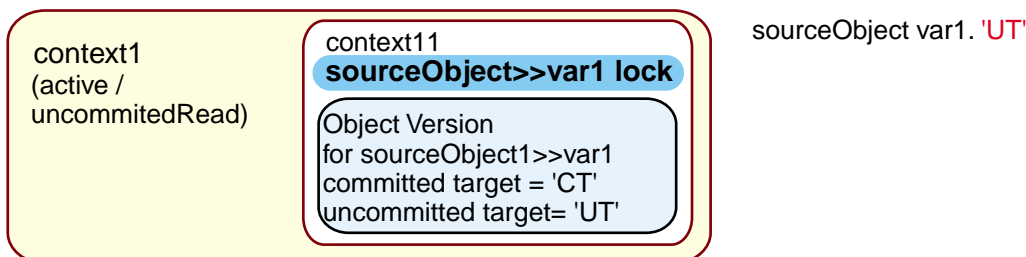 context1
(active /
uncommitedRead)
context11
sourceObject>>var1 lock
Object Version
for sourceObject1>>var1
committed target = 'CT'
uncommitted target= 'UT'
sourceObject var1. 'UT'